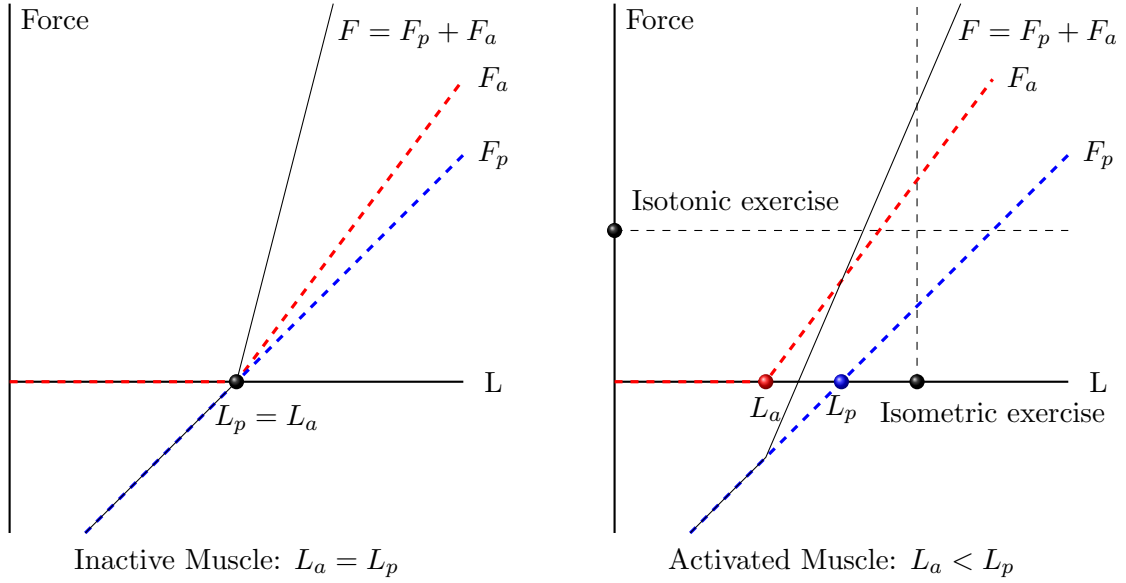 Force
F = F_p + F_a
F_a
F_p
L
L_p = L_a
Inactive Muscle: L_a = L_p
Force
F = F_p + F_a
F_a
F_p
Isotonic exercise
L
L_a
L_p
Isometric exercise
Activated Muscle: L_a < L_p